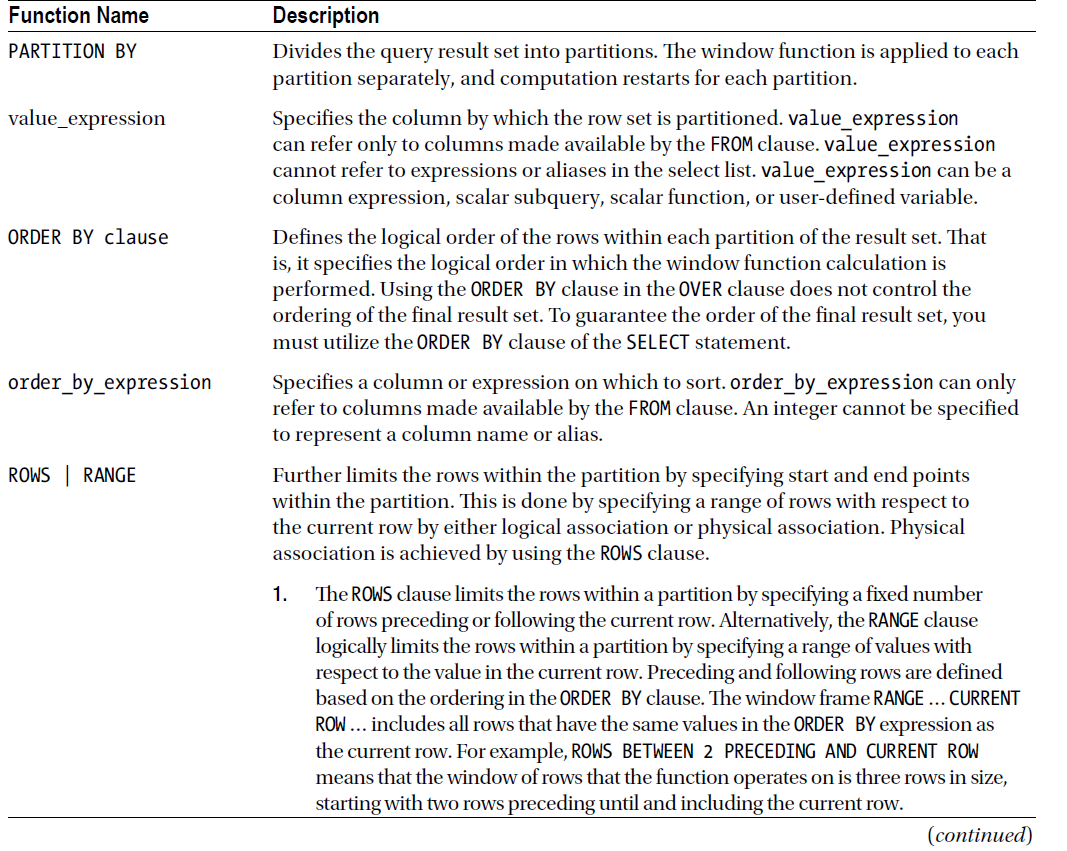 Function Name Description
PARTITION BY Divides the query result set into partitions. The window function is applied to each
partition separately, and computation restarts for each partition.
value_expression Specifies the column by which the row set is partitioned. value_expression
can refer only to columns made available by the FROM clause. value_expression
cannot refer to expressions or aliases in the select list. value_expression can be a
column expression, scalar subquery, scalar function, or user-defined variable.
ORDER BY clause Defines the logical order of the rows within each partition of the result set. That
is, it specifies the logical order in which the window function calculation is
performed. Using the ORDER BY clause in the OVER clause does not control the
ordering of the final result set. To guarantee the order of the final result set, you
must utilize the ORDER BY clause of the SELECT statement.
order_by_expression Specifies a column or expression on which to sort. order_by_expression can only
refer to columns made available by the FROM clause. An integer cannot be specified
to represent a column name or alias.
ROWS | RANGE Further limits the rows within the partition by specifying start and end points
within the partition. This is done by specifying a range of rows with respect to
the current row by either logical association or physical association. Physical
association is achieved by using the ROWS clause.
1. The ROWS clause limits the rows within a partition by specifying a fixed number
of rows preceding or following the current row. Alternatively, the RANGE clause
logically limits the rows within a partition by specifying a range of values with
respect to the value in the current row. Preceding and following rows are defined
based on the ordering in the ORDER BY clause. The window frame RANGE … CURRENT
ROW … includes all rows that have the same values in the ORDER BY expression as
the current row. For example, ROWS BETWEEN 2 PRECEDING AND CURRENT ROW
means that the window of rows that the function operates on is three rows in size,
starting with two rows preceding until and including the current row.
(continued)